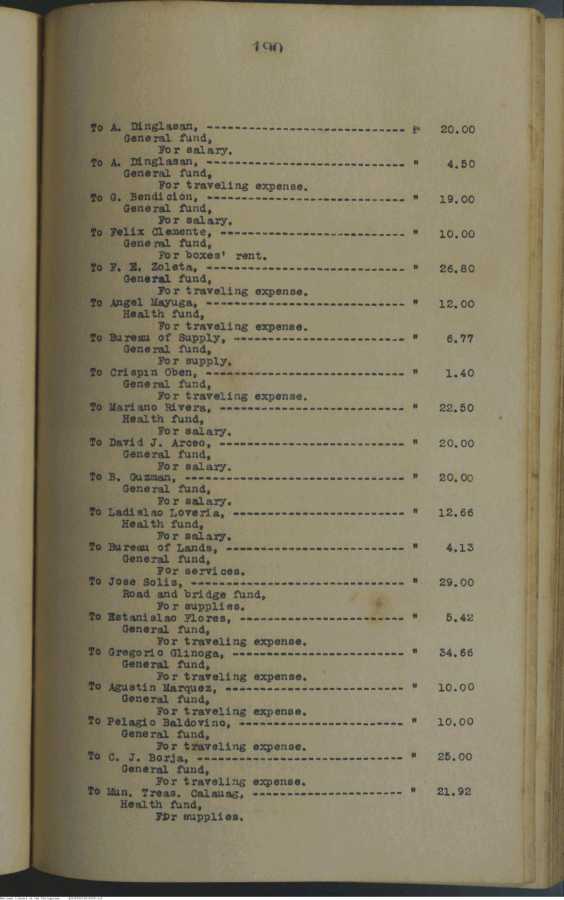 190
To A. Dinglasan, ---------------------------- ₱ 20.00
General fund,
For salary.
To A. Dinglasan, ---------------------------- " 4.50
General fund,
For traveling expense.
To G. Bendicion, ---------------------------- " 19.00
General fund,
For salary.
To Felix Clemente, -------------------------- " 10.00
General fund,
For boxes' rent.
To F. E. Zoleta, ---------------------------- " 26.80
General fund,
For traveling expense.
To Angel Mayuga, ---------------------------- " 12.00
Health fund,
For traveling expense.
To Bureau of Supply, ------------------------ " 6.77
General fund,
For supply.
To Crispin Oben, ---------------------------- " 1.40
General fund,
For traveling expense.
To Mariano Rivera, -------------------------- " 22.50
Health fund,
For salary.
To David J. Arceo, -------------------------- " 20.00
General fund,
For salary.
To B. Guzman, ------------------------------- " 20.00
General fund,
For salary.
To Ladislao Loveria, ------------------------ " 12.66
Health fund,
For salary.
To Bureau of Lands, ------------------------- " 4.13
General fund,
For services.
To Jose Solis, ------------------------------ " 29.00
Road and bridge fund,
For supplies.
To Estanislao Flores, ----------------------- " 5.42
General fund,
For traveling expense.
To Gregorio Glinoga, ------------------------ " 34.66
General fund,
For traveling expense.
To Agustin Marquez, ------------------------- " 10.00
General fund,
For traveling expense.
To Pelagio Baldovino, ----------------------- " 10.00
General fund,
For traveling expense.
To C. J. Borja, ----------------------------- " 25.00
General fund,
For traveling expense.
To Mun. Treas. Calauag, --------------------- " 21.92
Health fund,
For supplies.
National Library of the Philippines